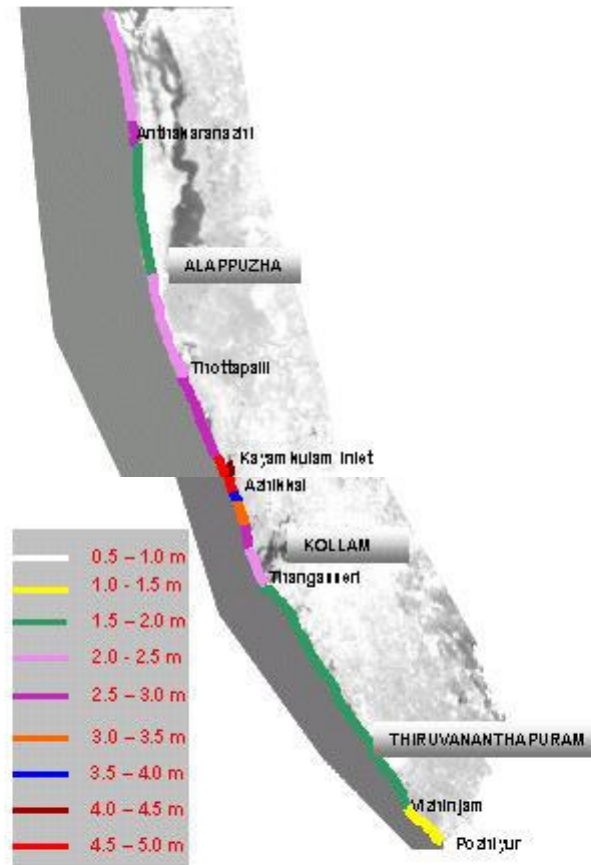 Anthakaranazhi
ALAPPUZHA
Thottapalli
Kayamkulam inlet
Azhikkal
KOLLAM
Thangasseri
THIRUVANANTHAPURAM
Vizhinjam
Pozhiyur
0.5 – 1.0 m
1.0 - 1.5 m
1.5 – 2.0 m
2.0 - 2.5 m
2.5 – 3.0 m
3.0 – 3.5 m
3.5 – 4.0 m
4.0 – 4.5 m
4.5 - 5.0 m